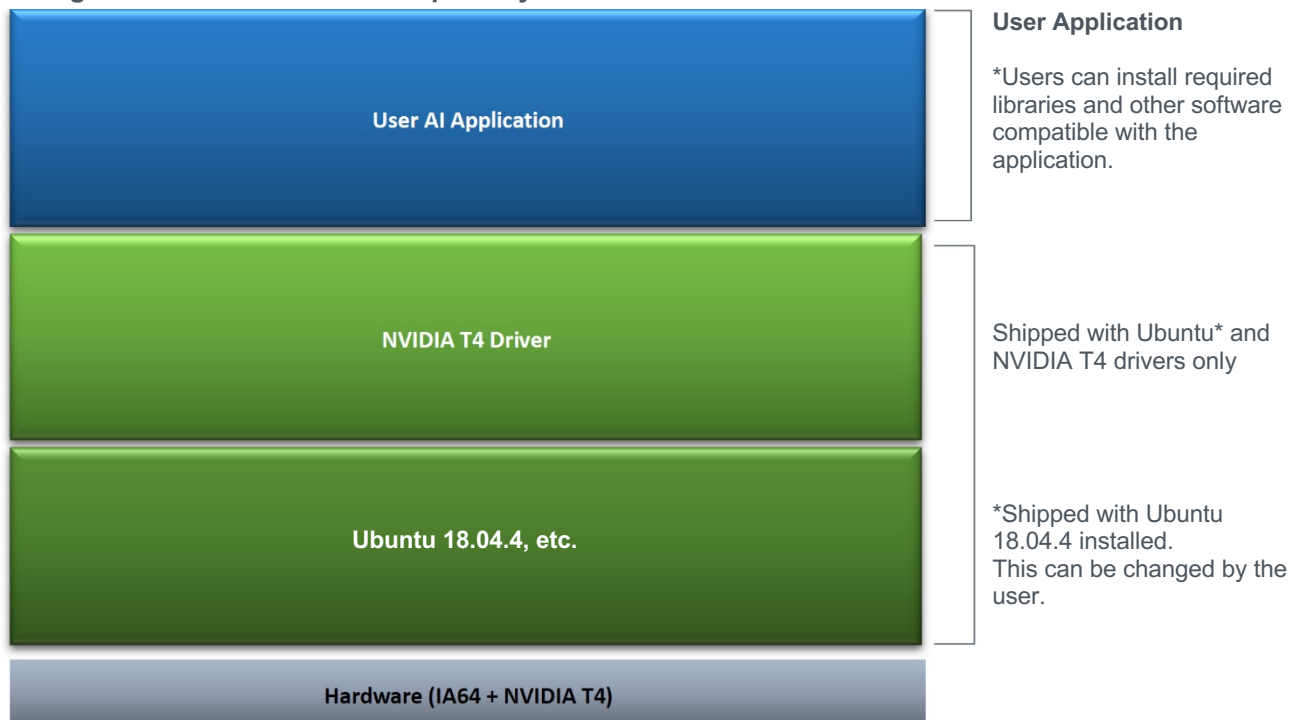 User Application
*Users can install required
libraries and other software
compatible with the
application.
User AI Application
NVIDIA T4 Driver
Shipped with Ubuntu* and
NVIDIA T4 drivers only
Ubuntu 18.04.4, etc.
*Shipped with Ubuntu
18.04.4 installed.
This can be changed by the
user.
Hardware (IA64 + NVIDIA T4)